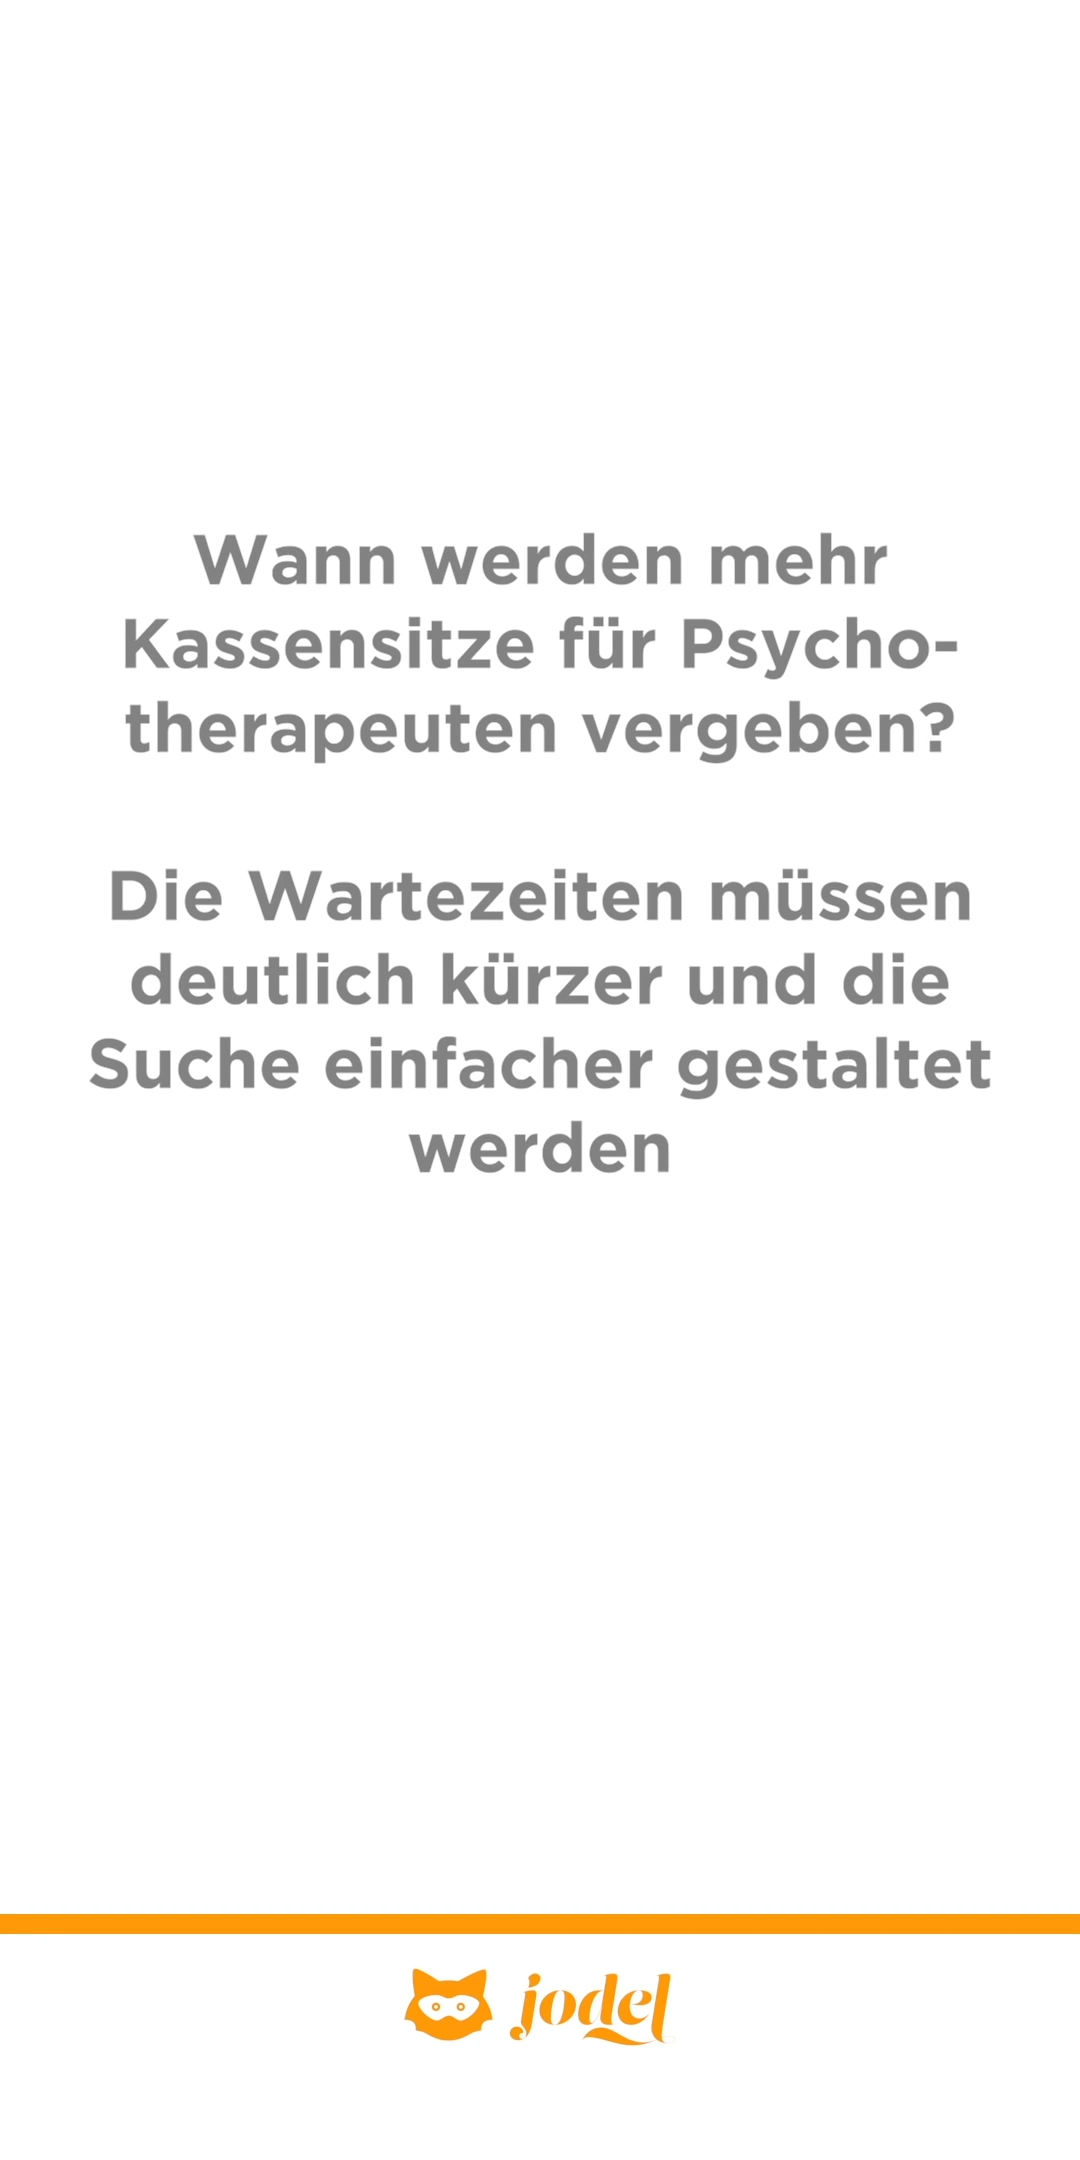 Wann werden mehr
Kassensitze für Psycho-
therapeuten vergeben?
Die Wartezeiten müssen
deutlich kürzer und die
Suche einfacher gestaltet
werden
jodel